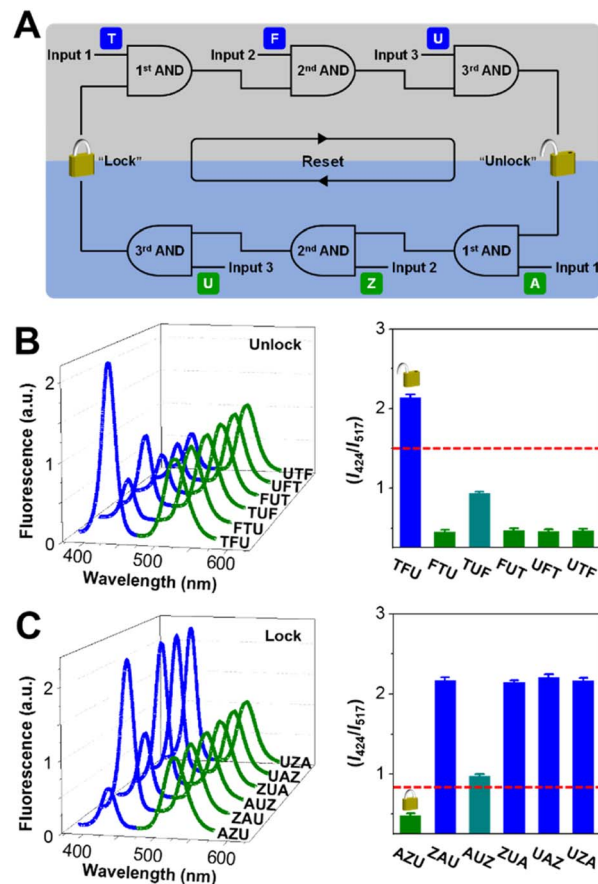 A
T F U
Input 1 Input 2 Input 3
1st AND 2nd AND 3rd AND
"Lock" Reset "Unlock"
3rd AND 2nd AND 1st AND
Input 3 Input 2 Input 1
U Z A
B
Unlock
Fluorescence (a.u.)
2
1
0
400 500 600
Wavelength (nm)
UTF
UFT
FUT
TUF
FTU
TFU
(I424/I517)
3
2
1
TFU FTU TUF FUT UFT UTF
C
Lock
Fluorescence (a.u.)
2
1
0
400 500 600
Wavelength (nm)
UZA
UAZ
ZUA
AUZ
ZAU
AZU
(I424/I517)
3
2
1
AZU ZAU AUZ ZUA UAZ UZA